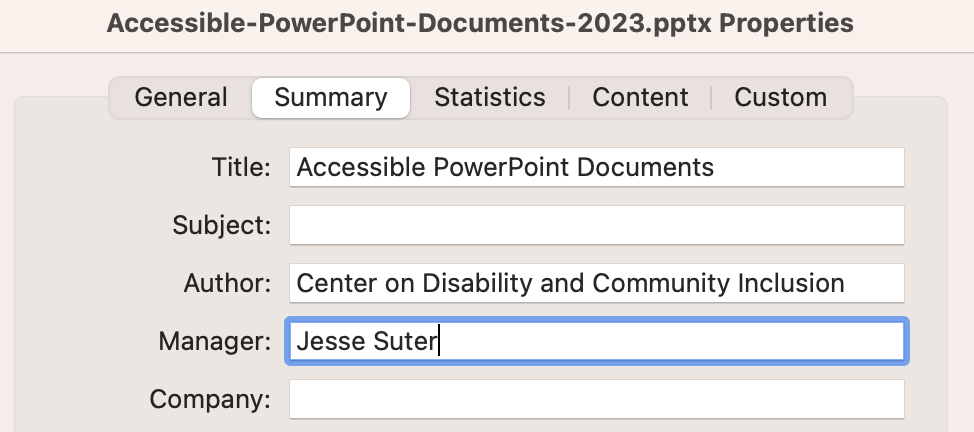 Accessible-PowerPoint-Documents-2023.pptx Properties
General Summary Statistics Content Custom
Title: Accessible PowerPoint Documents
Subject:
Author: Center on Disability and Community Inclusion
Manager: Jesse Suter
Company: